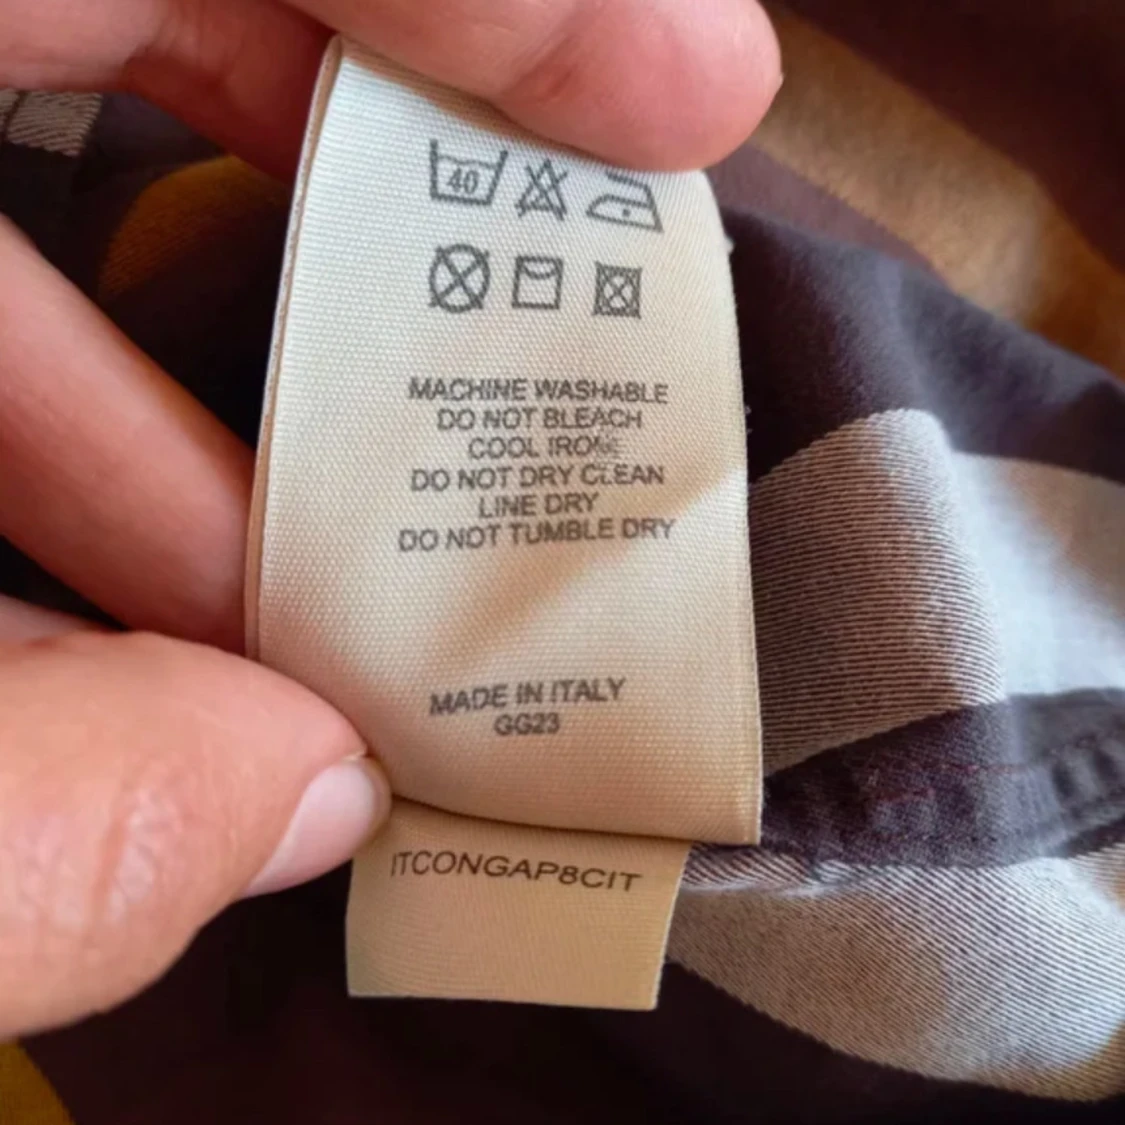 40
MACHINE WASHABLE
DO NOT BLEACH
COOL IRON
DO NOT DRY CLEAN
LINE DRY
DO NOT TUMBLE DRY
MADE IN ITALY
GG23
ITCONGAP8CIT